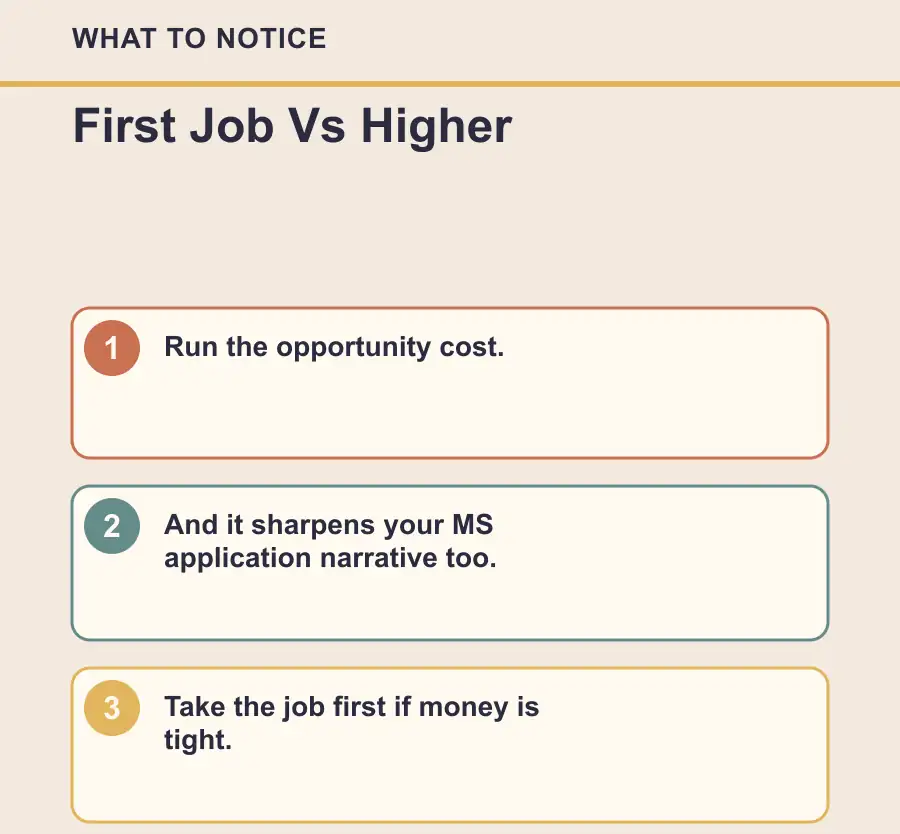 WHAT TO NOTICE
First Job Vs Higher
1
Run the opportunity cost.
2
And it sharpens your MS
application narrative too.
3
Take the job first if money is
tight.